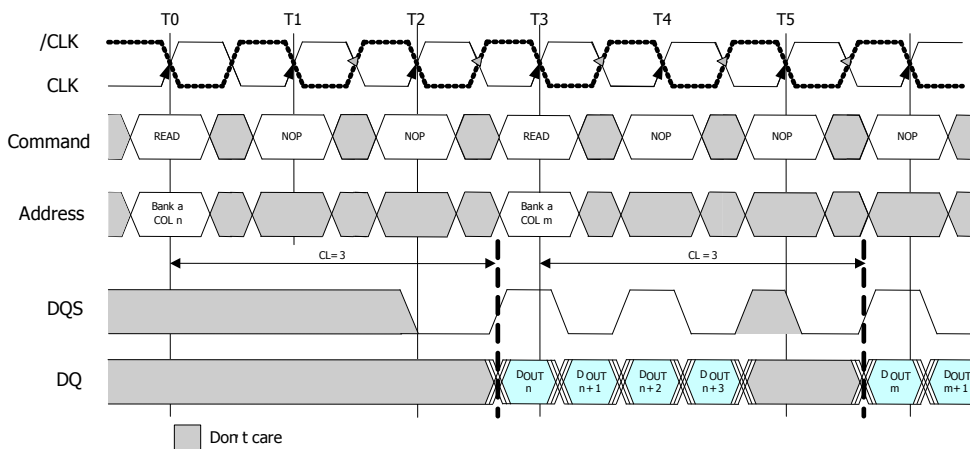 T0 T1 T2 T3 T4 T5
/CLK
CLK
Command READ NOP NOP READ NOP NOP NOP
Address Bank a COL n Bank a COL m
CL = 3 CL = 3
DQS
DQ DOUT n DOUT n + 1 DOUT n + 2 DOUT n + 3 DOUT m DOUT m + 1
Don't care